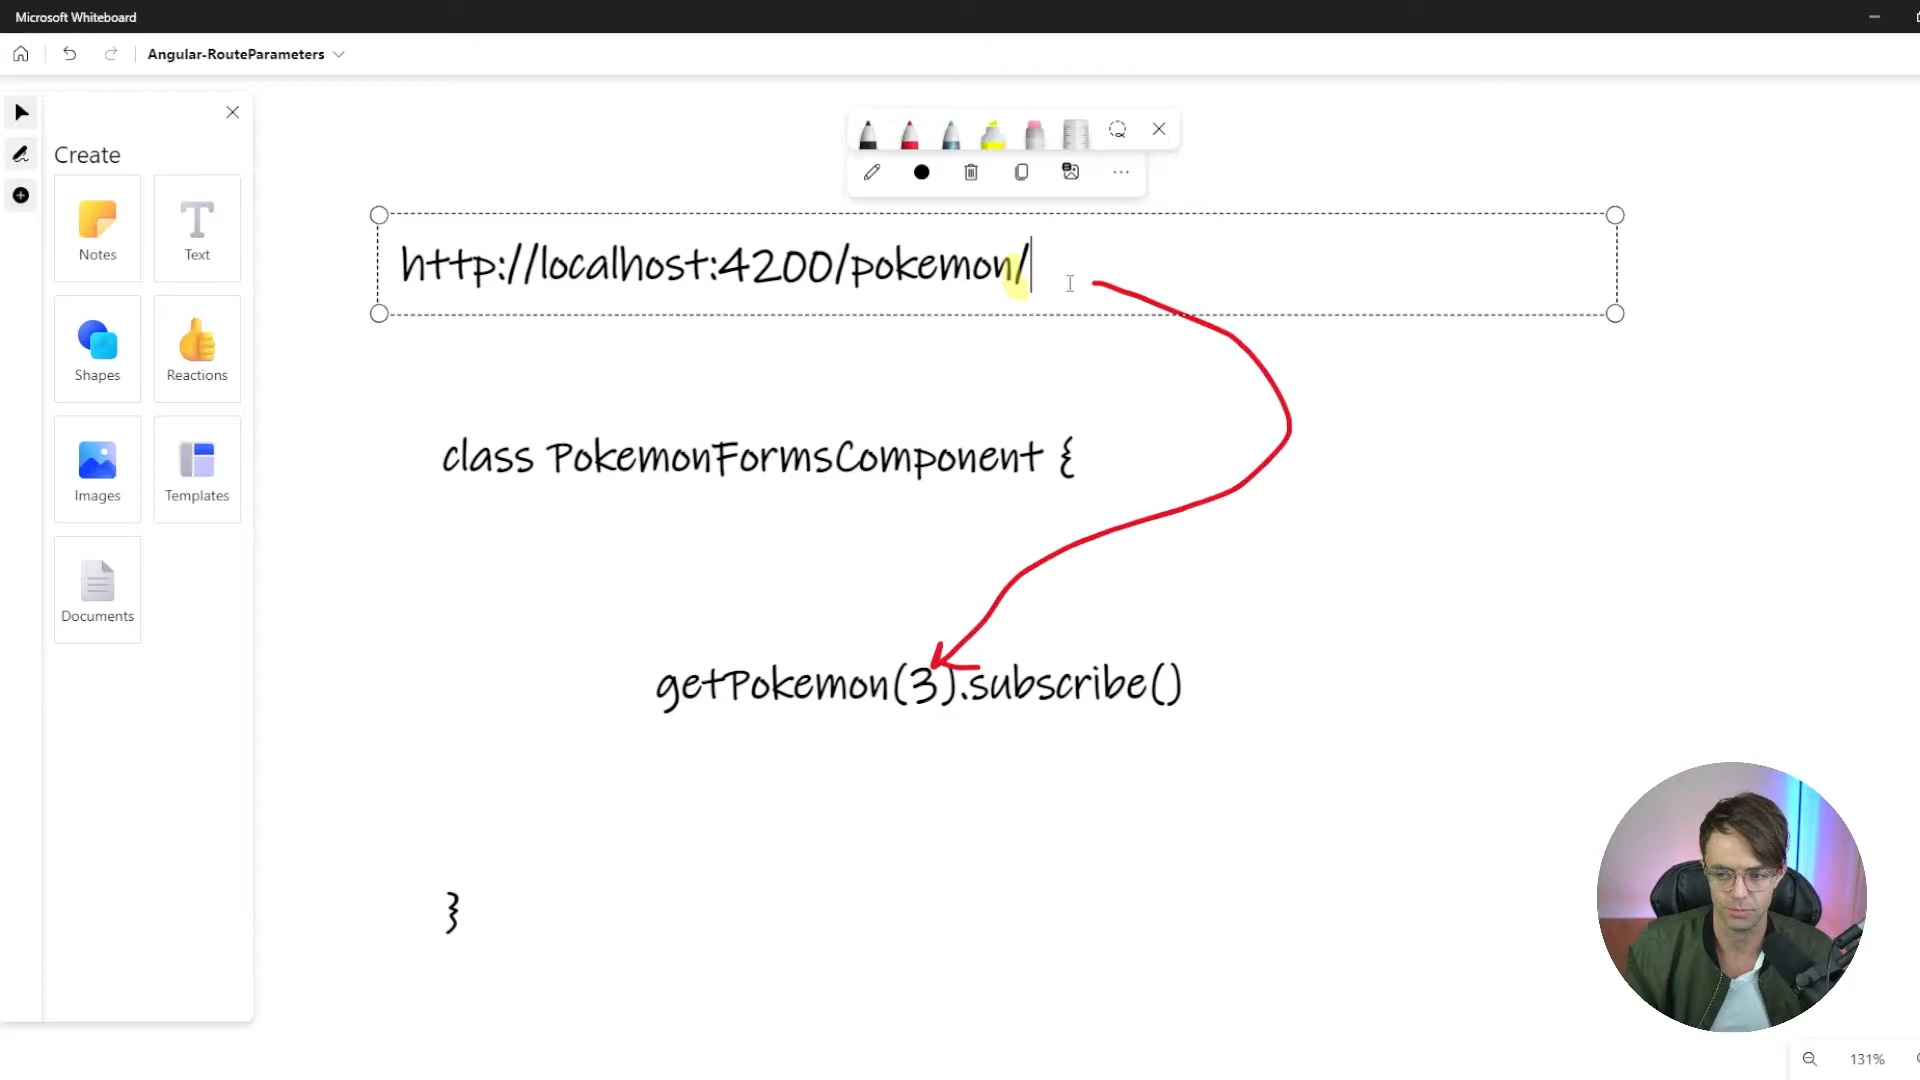 Microsoft Whiteboard
Angular-RouteParameters
Create
Notes
Text
Shapes
Reactions
Images
Templates
Documents
http://localhost:4200/pokemon/
class PokemonFormsComponent {
getPokemon(3).subscribe()
}
131%